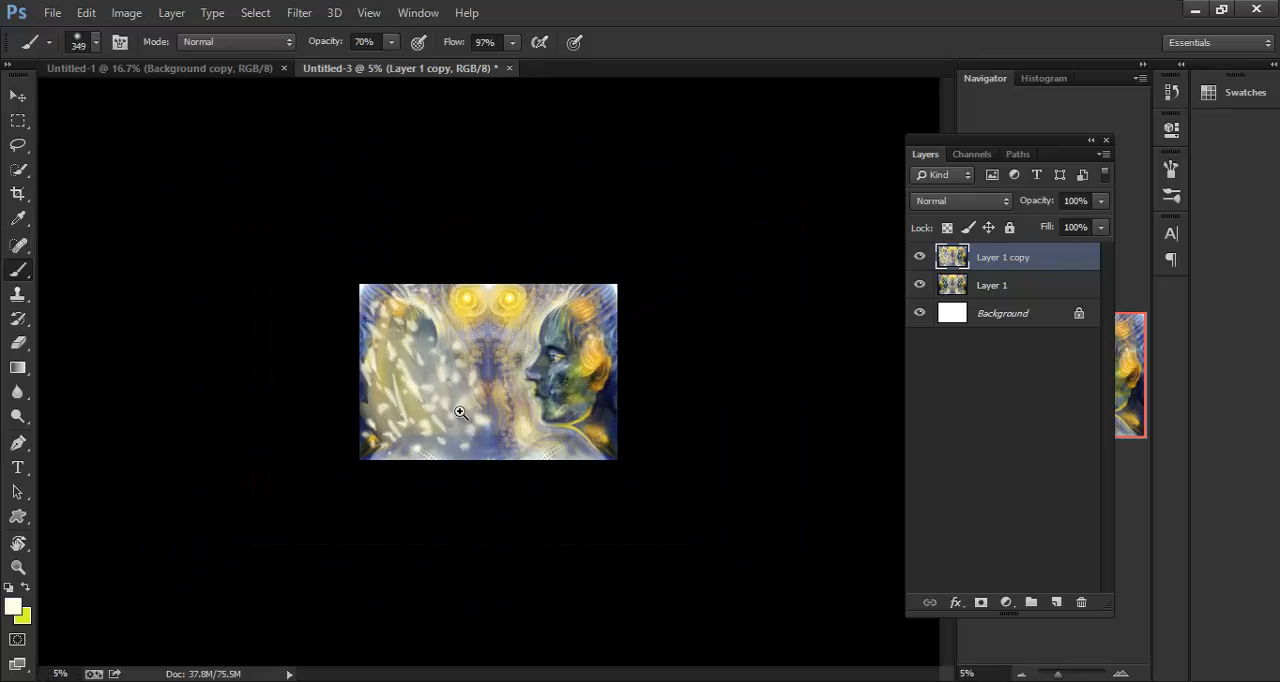 Ps File Edit Image Layer Type Select Filter 3D View Window Help
349 Mode: Normal Opacity: 70% Flow: 97% Essentials
Untitled-1 @ 16.7% (Background copy, RGB/8) × Untitled-3 @ 5% (Layer 1 copy, RGB/8) * ×
Navigator Histogram
Swatches
Layers Channels Paths
Kind
Normal Opacity: 100%
Lock: Fill: 100%
Layer 1 copy
Layer 1
Background
5% Doc: 37.8M/75.5M
5%